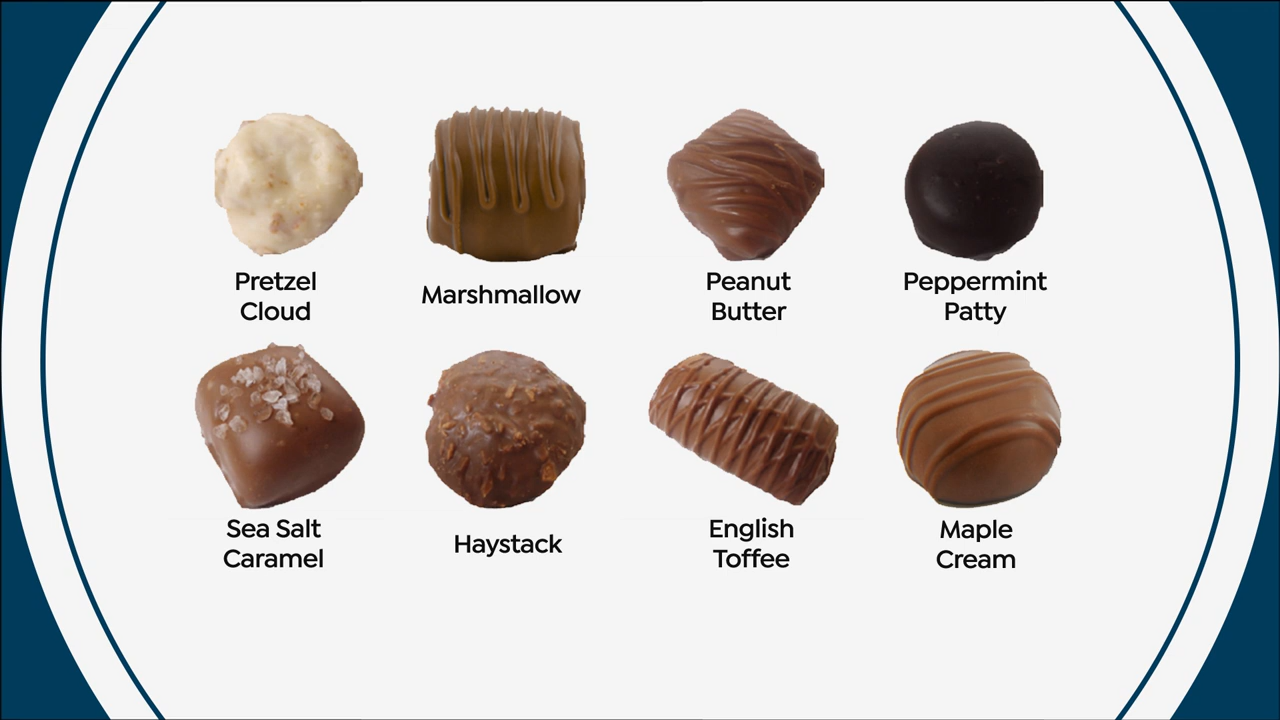 Pretzel
Cloud
Marshmallow
Peanut
Butter
Peppermint
Patty
Sea Salt
Caramel
Haystack
English
Toffee
Maple
Cream